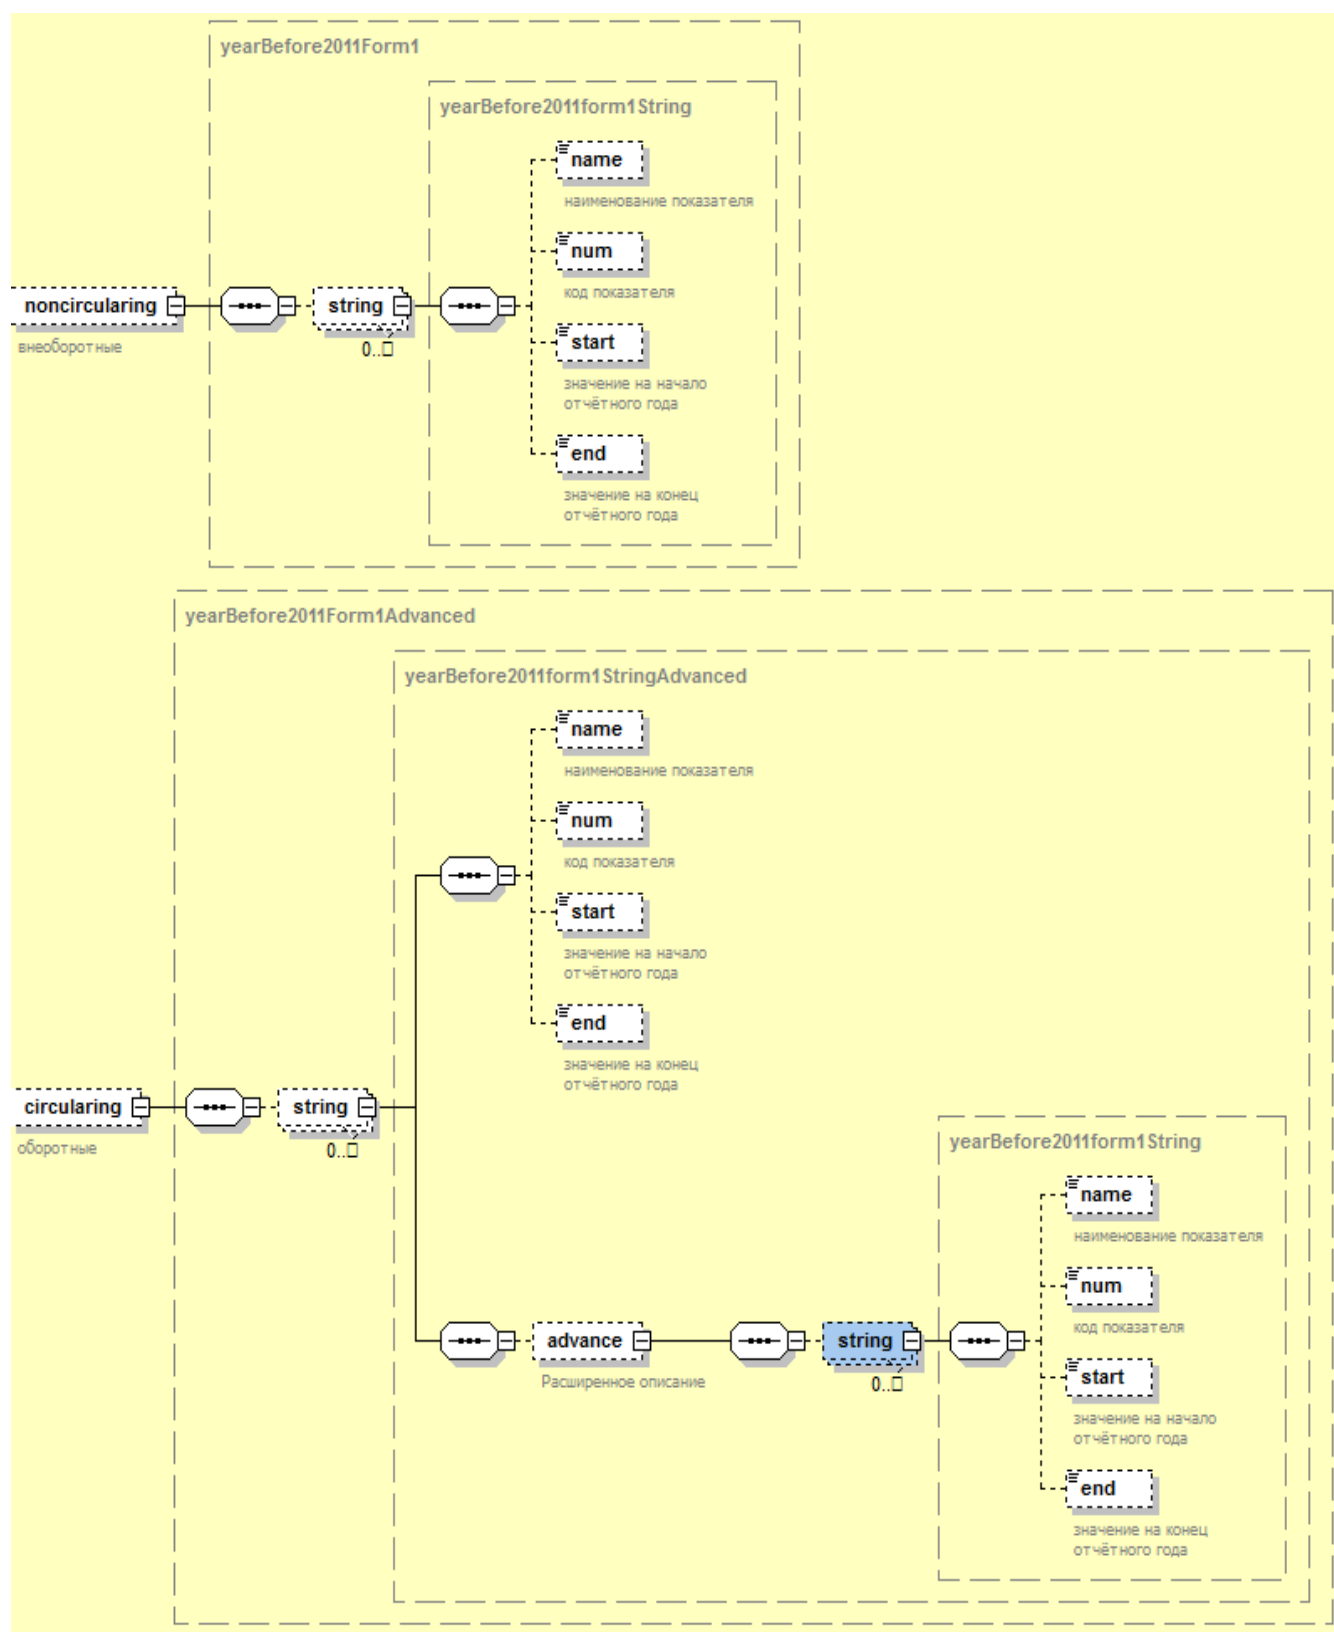 yearBefore2011Form1
yearBefore2011form1String
name
наименование показателя
num
код показателя
noncircularing
string
внеоборотные
0..□
start
значение на начало
отчётного года
end
значение на конец
отчётного года
yearBefore2011Form1Advanced
yearBefore2011form1StringAdvanced
name
наименование показателя
num
код показателя
start
значение на начало
отчётного года
end
значение на конец
отчётного года
circularing
string
оборотные
0..□
yearBefore2011form1String
name
наименование показателя
num
код показателя
advance
string
Расширенное описание
0..□
start
значение на начало
отчётного года
end
значение на конец
отчётного года